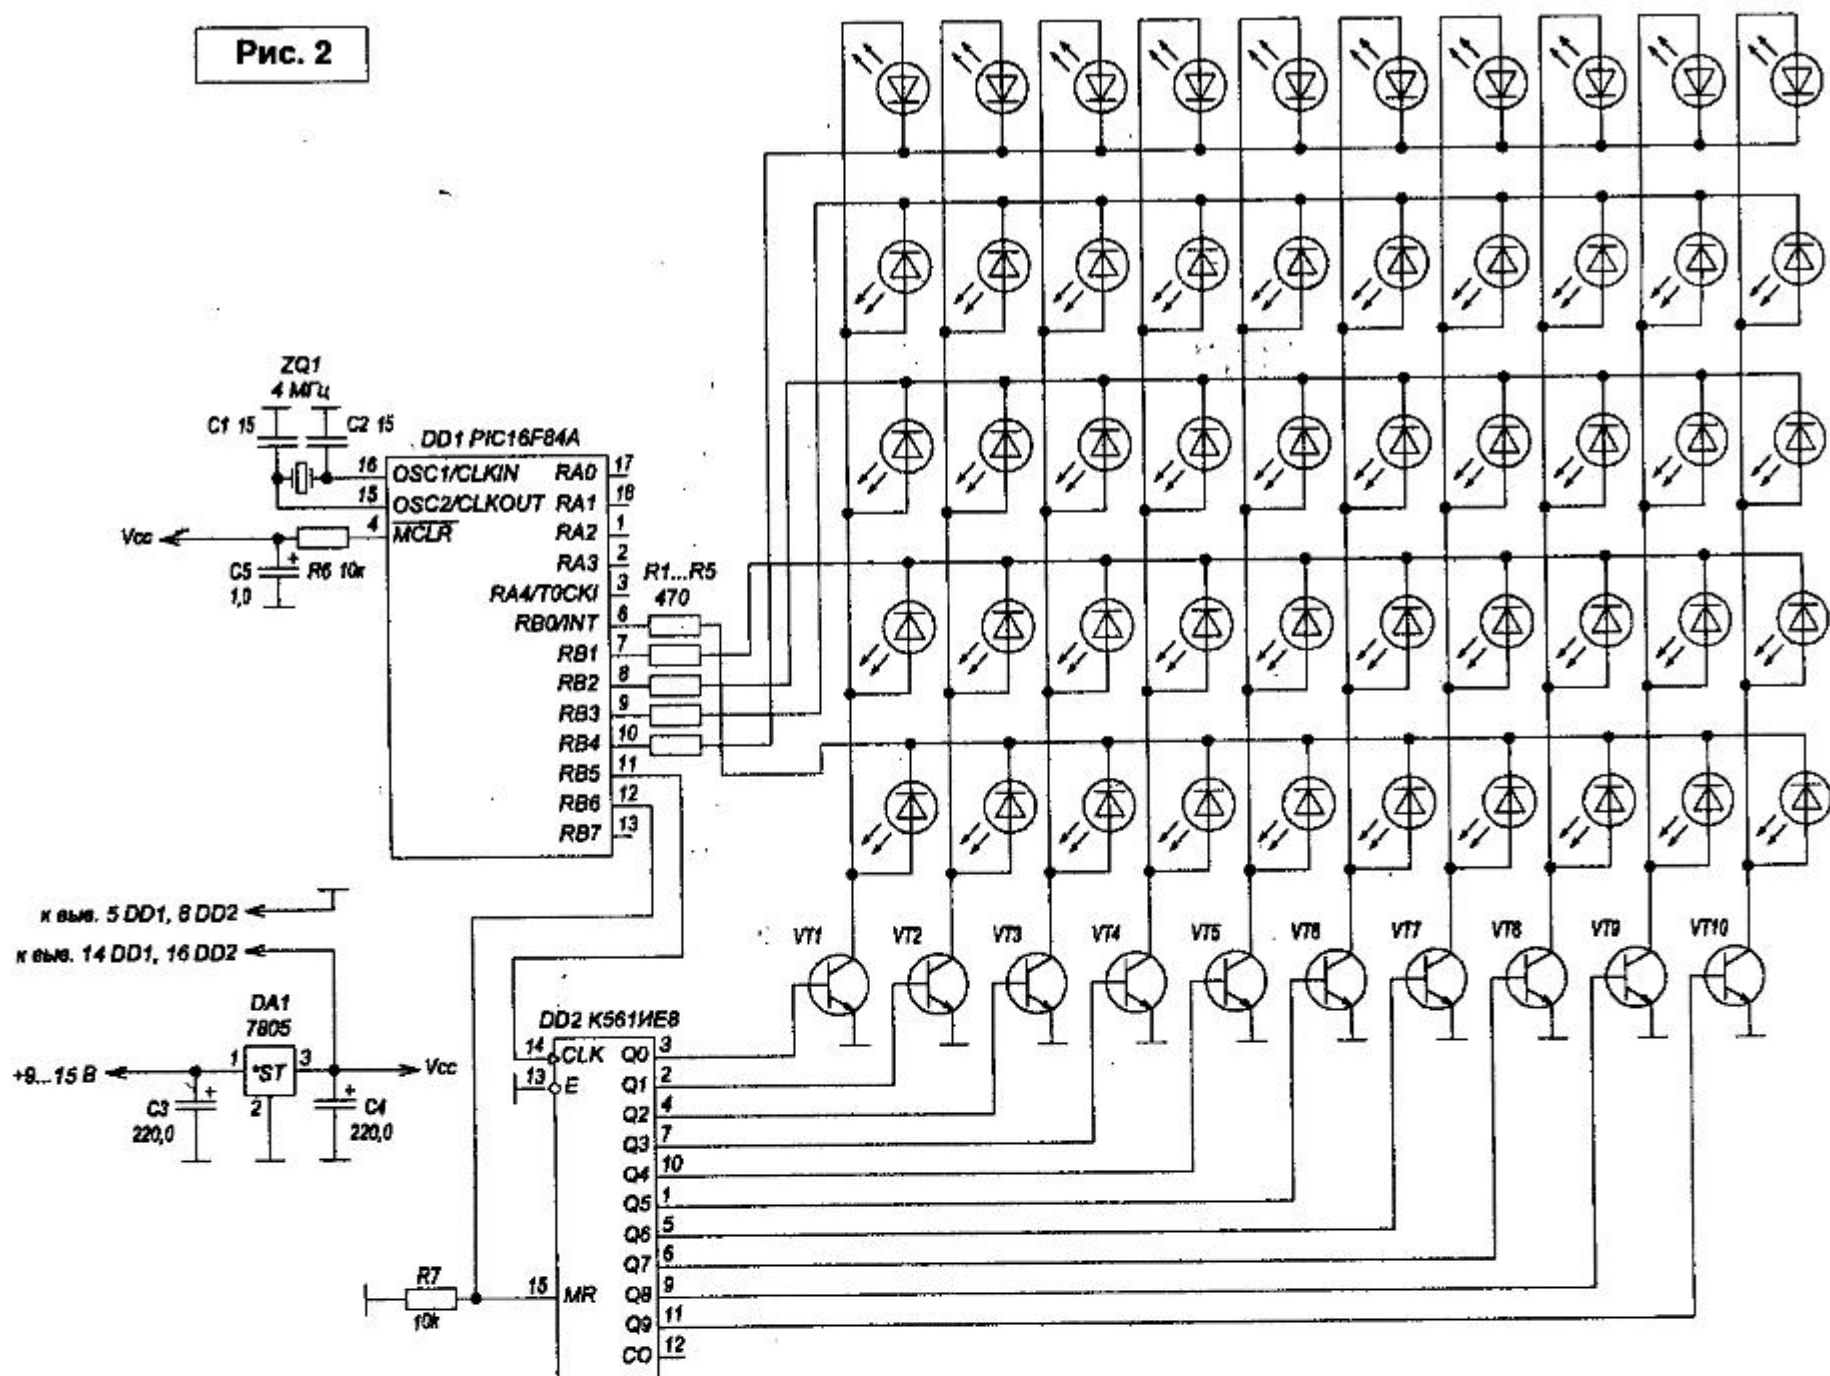 Рис. 2
ZQ1
4 МГц
C1 15
C2 15
DD1 PIC16F84A
16
OSC1/CLKIN
RA0
17
15
OSC2/CLKOUT
RA1
18
Vcc
4
MCLR
RA2
1
RA3
2
C5
1,0
R6 10к
RA4/T0CKI
3
R1...R5
470
RB0/INT
6
RB1
7
RB2
8
RB3
9
RB4
10
RB5
11
RB6
12
RB7
13
к выв. 5 DD1, 8 DD2
к выв. 14 DD1, 16 DD2
VT1
VT2
VT3
VT4
VT5
VT6
VT7
VT8
VT9
VT10
DA1
7805
+9...15 В
1
*ST
3
Vcc
2
C3
220,0
C4
220,0
DD2 К561ИЕ8
14
CLK
Q0
3
13
E
Q1
2
Q2
4
Q3
7
Q4
10
Q5
1
Q6
5
Q7
6
R7
10k
15
MR
Q8
9
Q9
11
CO
12